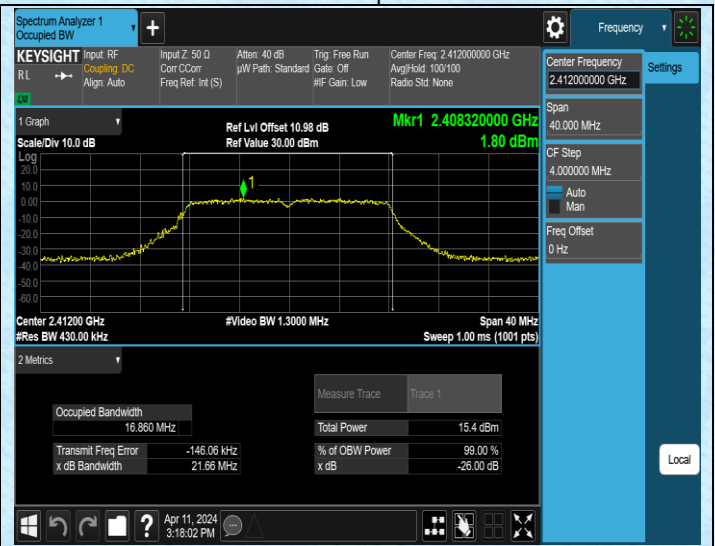 Spectrum Analyzer 1
Occupied BW
Frequency
KEYSIGHT
Input: RF
Coupling: DC
Align: Auto
RL
LXI
Input Z: 50 Ω
Corr CCorr
Freq Ref: Int (S)
Atten: 40 dB
µW Path: Standard
Trig: Free Run
Gate: Off
#IF Gain: Low
Center Freq: 2.412000000 GHz
Avg|Hold: 100/100
Radio Std: None
Center Frequency
2.412000000 GHz
Settings
Span
40.000 MHz
CF Step
4.000000 MHz
Auto
Man
Freq Offset
0 Hz
1 Graph
Scale/Div 10.0 dB
Ref Lvl Offset 10.98 dB
Ref Value 30.00 dBm
Mkr1 2.408320000 GHz
1.80 dBm
Log
20.0
10.0
0.00
-10.0
-20.0
-30.0
-40.0
-50.0
-60.0
1
Center 2.41200 GHz
#Res BW 430.00 kHz
#Video BW 1.3000 MHz
Span 40 MHz
Sweep 1.00 ms (1001 pts)
2 Metrics
Measure Trace Trace 1
Occupied Bandwidth
16.860 MHz
Total Power 15.4 dBm
Transmit Freq Error -146.06 kHz
% of OBW Power 99.00 %
x dB Bandwidth 21.66 MHz
x dB -26.00 dB
Local
Apr 11, 2024
3:18:02 PM